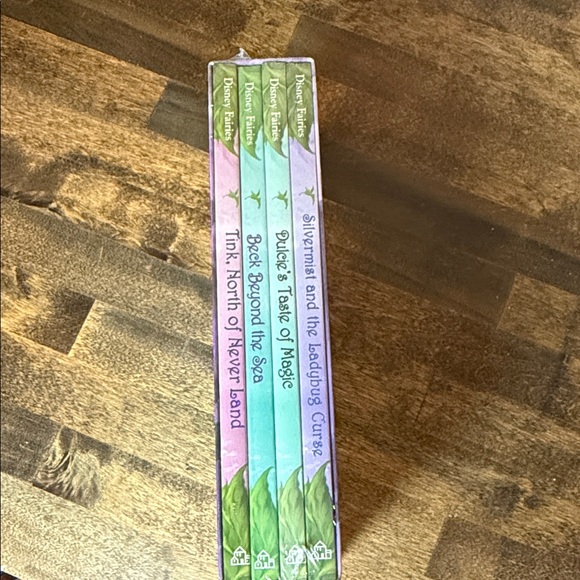 Disney Fairies
Tink, North of Never Land
Disney Fairies
Beck Beyond the Sea
Disney Fairies
Dulcie's Taste of Magic
Disney Fairies
Silvermist and the Ladybug Curse